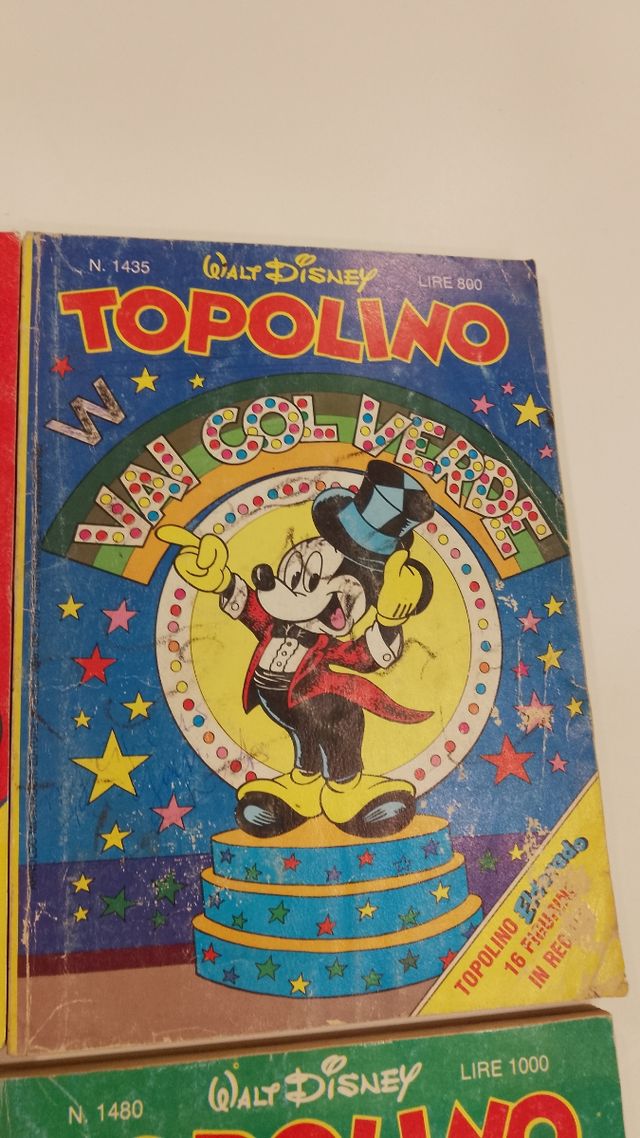 N. 1435
WALT DISNEY
LIRE 800
TOPOLINO
W
VAI COL VERDE
TOPOLINO
16
IN
WALT DISNEY
LIRE 1000
N. 1480